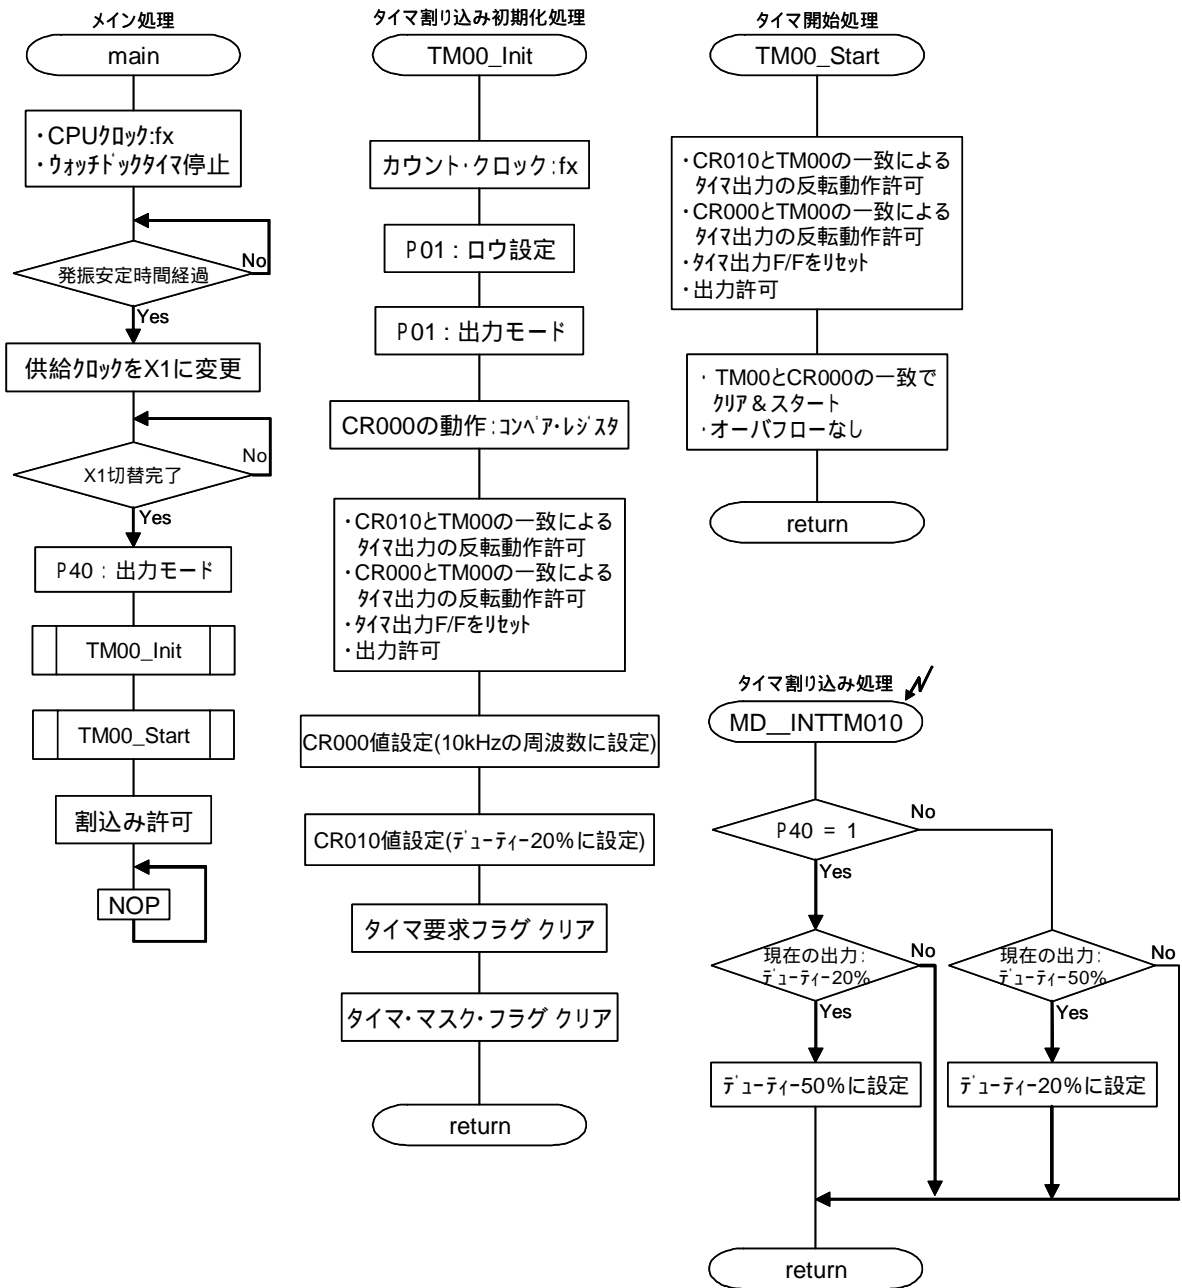 メイン処理
main
・CPUｸﾛｯｸ:fx
・ｳｫｯﾁﾄﾞｯｸﾀｲﾏ停止
発振安定時間経過
No
Yes
供給ｸﾛｯｸをX1に変更
X1切替完了
No
Yes
P40：出力モード
TM00_Init
TM00_Start
割込み許可
NOP
タイマ割り込み初期化処理
TM00_Init
カウント・クロック：fx
P01：ロウ設定
P01：出力モード
CR000の動作：ｺﾝﾍﾟｱ・ﾚｼﾞｽﾀ
・CR010とTM00の一致による
ﾀｲﾏ出力の反転動作許可
・CR000とTM00の一致による
ﾀｲﾏ出力の反転動作許可
・ﾀｲﾏ出力F/Fをﾘｾｯﾄ
・出力許可
CR000値設定(10kHzの周波数に設定)
CR010値設定(ﾃﾞｭｰﾃｨｰ20%に設定)
タイマ要求フラグ クリア
タイマ・マスク・フラグ クリア
return
タイマ開始処理
TM00_Start
・CR010とTM00の一致による
ﾀｲﾏ出力の反転動作許可
・CR000とTM00の一致による
ﾀｲﾏ出力の反転動作許可
・ﾀｲﾏ出力F/Fをﾘｾｯﾄ
・出力許可
・TM00とCR000の一致で
ｸﾘｱ＆スタート
・オーバフローなし
return
タイマ割り込み処理
MD__INTTM010
P40 = 1
No
Yes
現在の出力：
ﾃﾞｭｰﾃｨｰ20%
No
Yes
現在の出力：
ﾃﾞｭｰﾃｨｰ50%
No
Yes
ﾃﾞｭｰﾃｨｰ50%に設定
ﾃﾞｭｰﾃｨｰ20%に設定
return